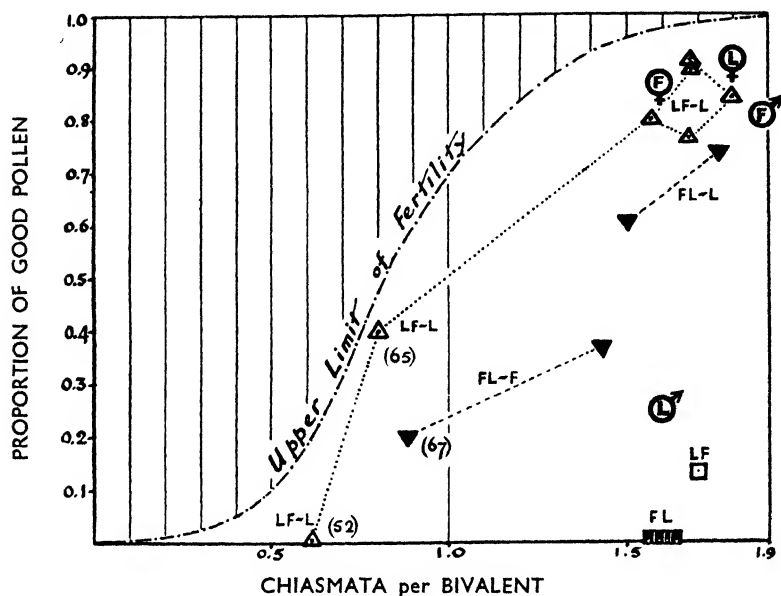 PROPORTION OF GOOD POLLEN
1.0
0.9
0.8
0.7
0.6
0.5
0.4
0.3
0.2
0.1
Upper Limit of Fertility
F
L
LF-L
F
FL-L
LF-L
(65)
FL-F
(67)
L
LF
LF-L
(52)
FL
0.5
1.0
1.5
1.9
CHIASMATA per BIVALENT